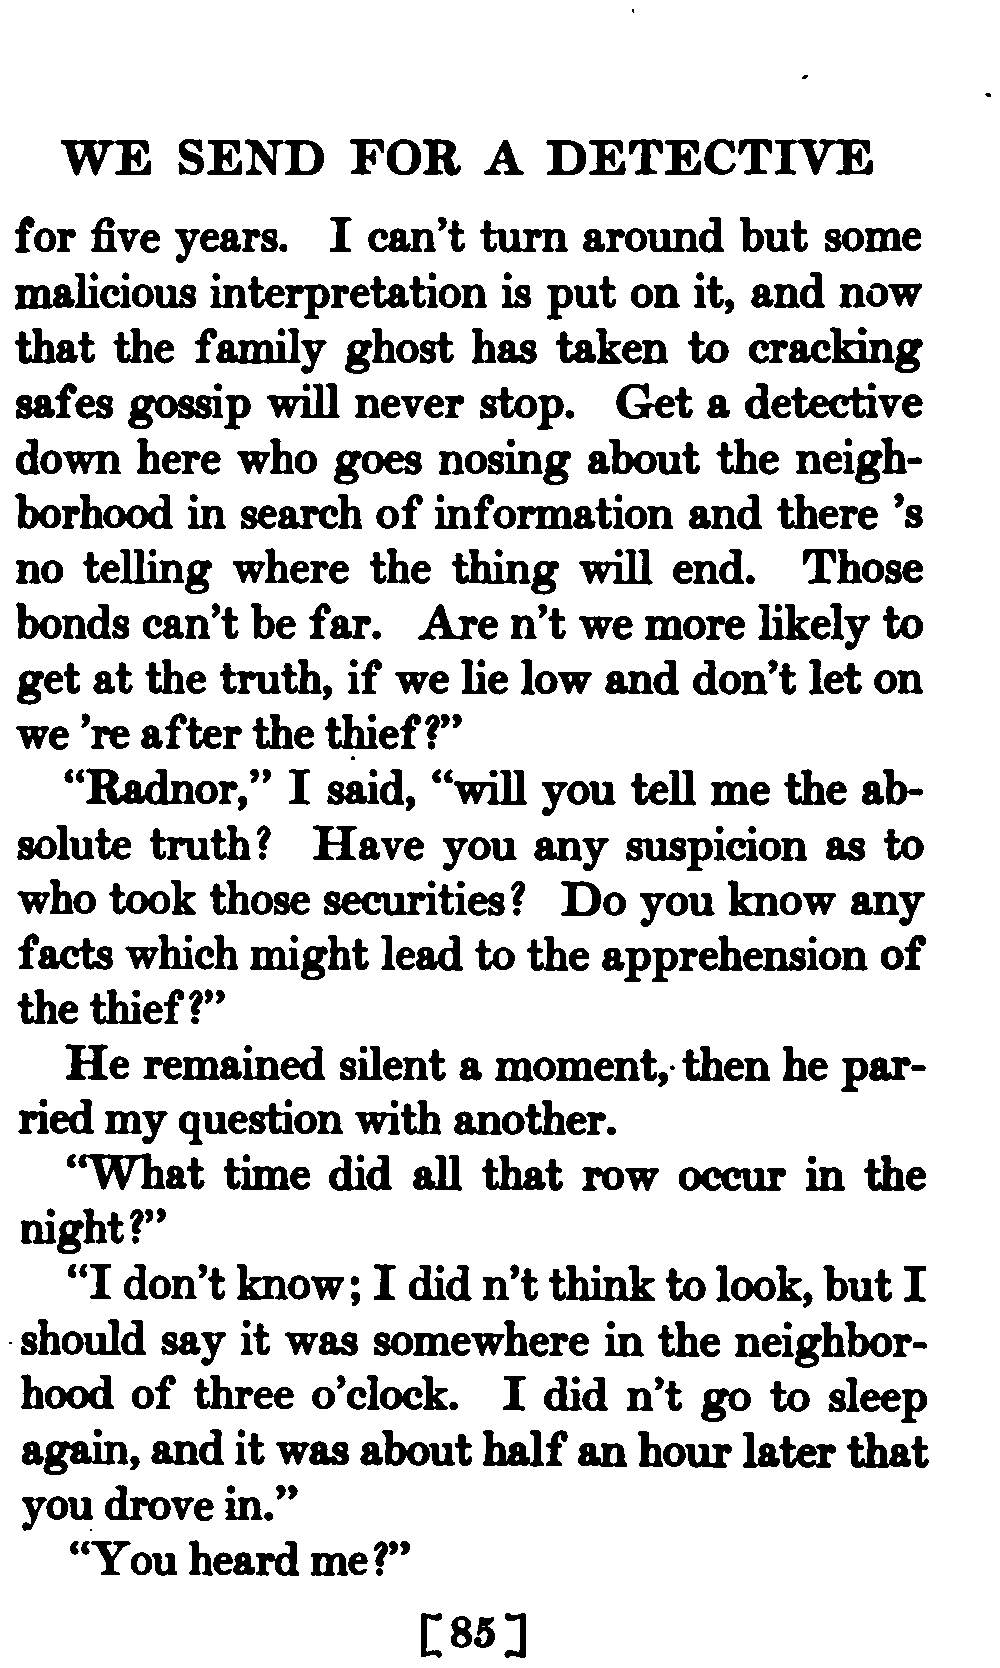 WE SEND FOR A DETECTIVE
for five years. I can't turn around but some
malicious interpretation is put on it, and now
that the family ghost has taken to cracking
safes gossip will never stop. Get a detective
down here who goes nosing about the neigh-
borhood in search of information and there 's
no telling where the thing will end. Those
bonds can't be far. Are n't we more likely to
get at the truth, if we lie low and don't let on
we 're after the thief?"
"Radnor," I said, "will you tell me the ab-
solute truth? Have you any suspicion as to
who took those securities? Do you know any
facts which might lead to the apprehension of
the thief?"
He remained silent a moment, then he par-
ried my question with another.
"What time did all that row occur in the
night?"
"I don't know; I did n't think to look, but I
should say it was somewhere in the neighbor-
hood of three o'clock. I did n't go to sleep
again, and it was about half an hour later that
you drove in."
"You heard me?"
[85]